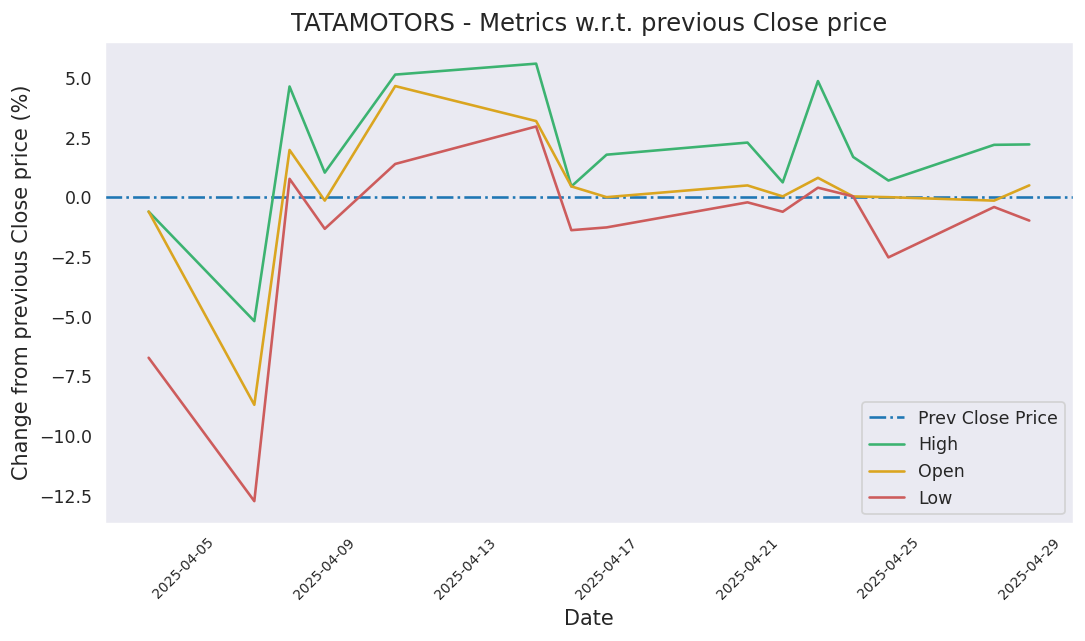 TATAMOTORS - Metrics w.r.t. previous Close price
Change from previous Close price (%)
5.0
2.5
0.0
−2.5
−5.0
−7.5
−10.0
−12.5
Prev Close Price
High
Open
Low
2025-04-05
2025-04-09
2025-04-13
2025-04-17
2025-04-21
2025-04-25
2025-04-29
Date